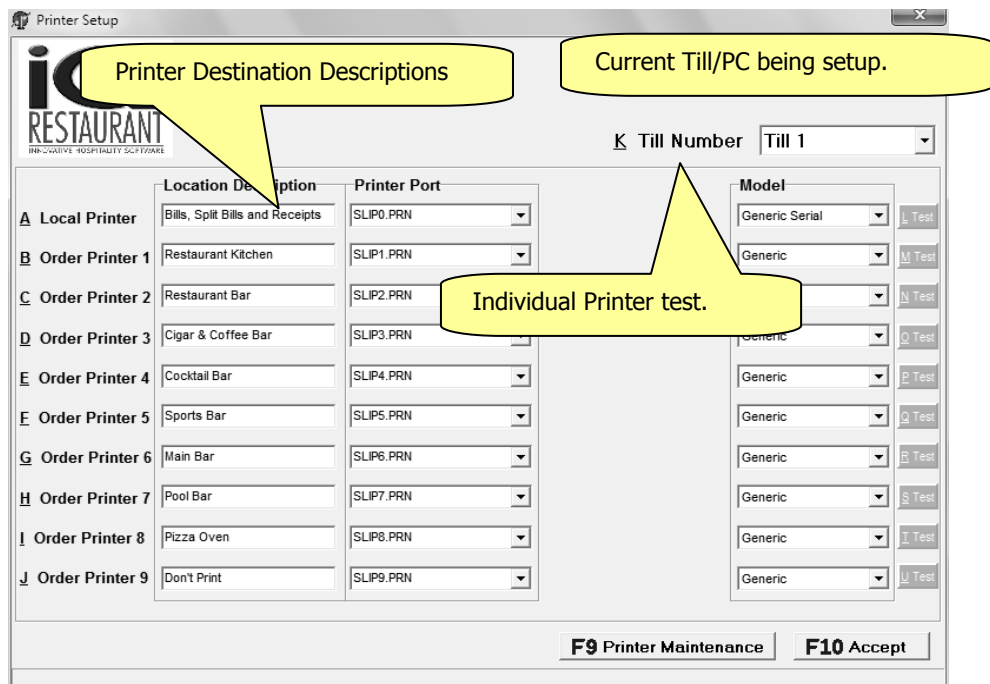 Printer Setup
Printer Destination Descriptions
Current Till/PC being setup.
RESTAURANT
INNOVATIVE HOSPITALITY SOFTWARE
K Till Number Till 1
Location Description Printer Port Model
A Local Printer Bills, Split Bills and Receipts SLIP0.PRN Generic Serial L Test
B Order Printer 1 Restaurant Kitchen SLIP1.PRN Generic M Test
C Order Printer 2 Restaurant Bar SLIP2.PRN N Test
Individual Printer test.
D Order Printer 3 Cigar & Coffee Bar SLIP3.PRN Generic O Test
E Order Printer 4 Cocktail Bar SLIP4.PRN Generic P Test
F Order Printer 5 Sports Bar SLIP5.PRN Generic Q Test
G Order Printer 6 Main Bar SLIP6.PRN Generic R Test
H Order Printer 7 Pool Bar SLIP7.PRN Generic S Test
I Order Printer 8 Pizza Oven SLIP8.PRN Generic T Test
J Order Printer 9 Don't Print SLIP9.PRN Generic U Test
F9 Printer Maintenance F10 Accept